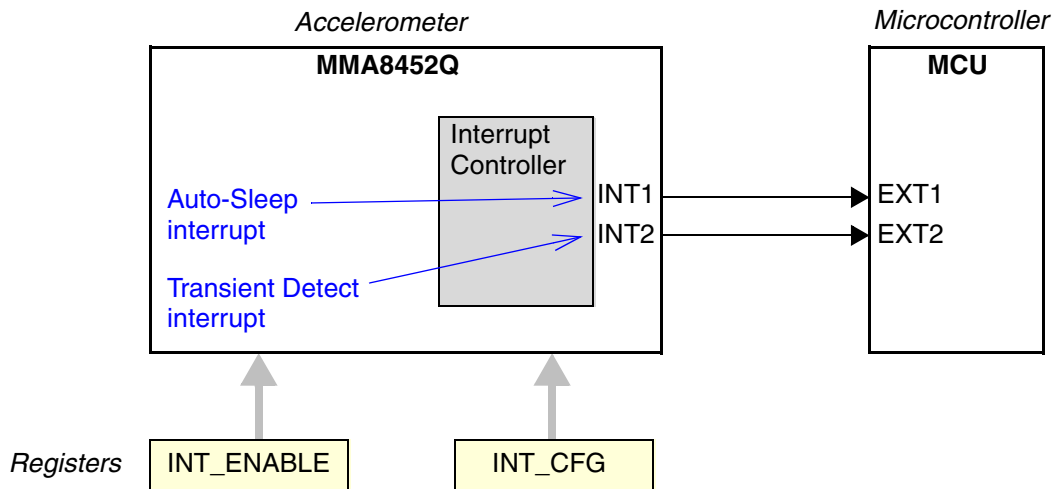 Accelerometer
Microcontroller
MMA8452Q
MCU
Interrupt
Controller
Auto-Sleep
interrupt
INT1
EXT1
INT2
EXT2
Transient Detect
interrupt
Registers
INT_ENABLE
INT_CFG